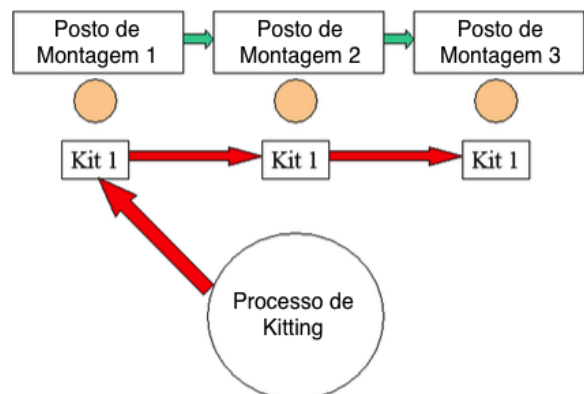 Posto de
Montagem 1
Posto de
Montagem 2
Posto de
Montagem 3
Kit 1
Kit 1
Kit 1
Processo de
Kitting